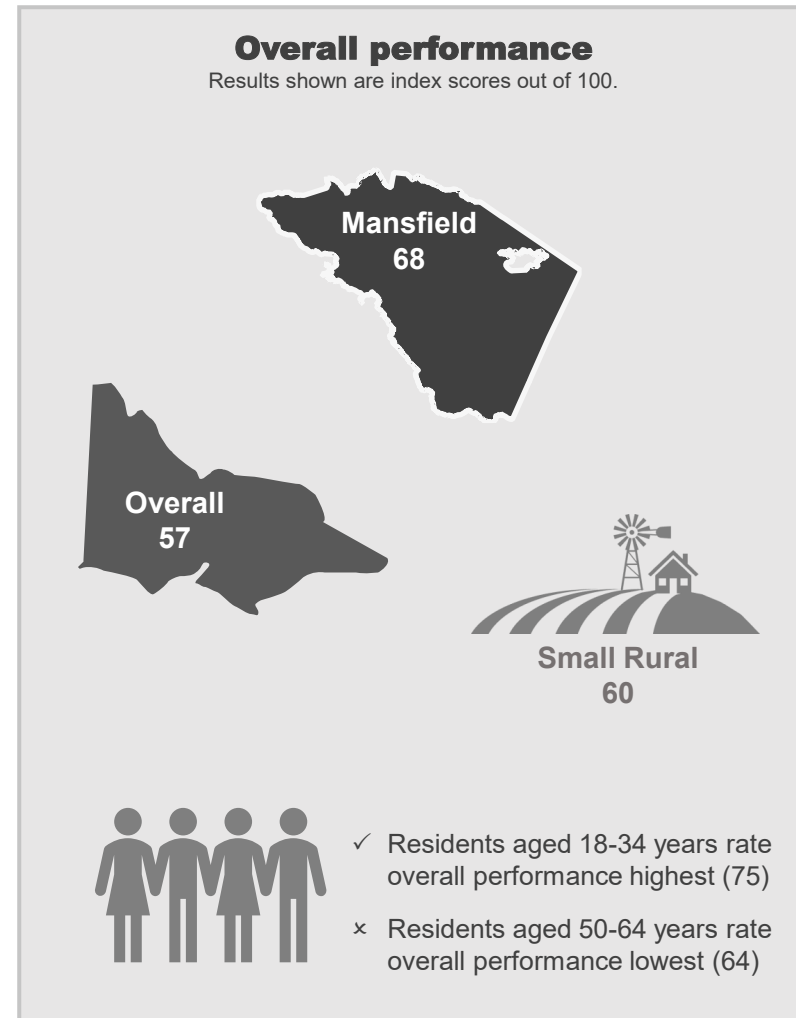 Overall performance
Results shown are index scores out of 100.
Mansfield
68
Overall
57
Small Rural
60
✓ Residents aged 18-34 years rate
overall performance highest (75)
× Residents aged 50-64 years rate
overall performance lowest (64)